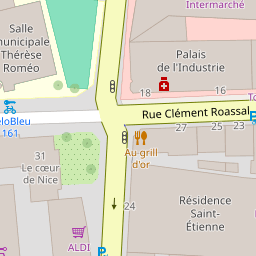 Intermarché
Salle
municipale
Thérèse
Roméo
Palais
de l'Industrie
18
16
Rue Clément Roassal
161
27
25
23
31
Le cœur
de Nice
Au grill
d'or
24
Résidence
Saint-
Étienne
ALDI